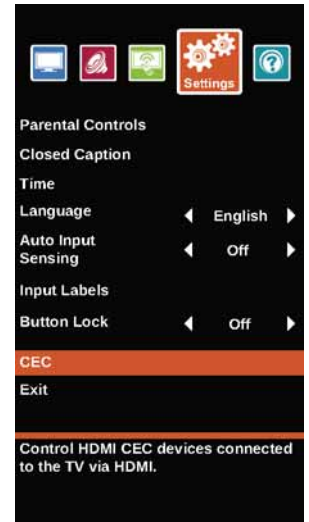 Settings
Parental Controls
Closed Caption
Time
Language English
Auto Input
Sensing Off
Input Labels
Button Lock Off
CEC
Exit
Control HDMI CEC devices connected
to the TV via HDMI.